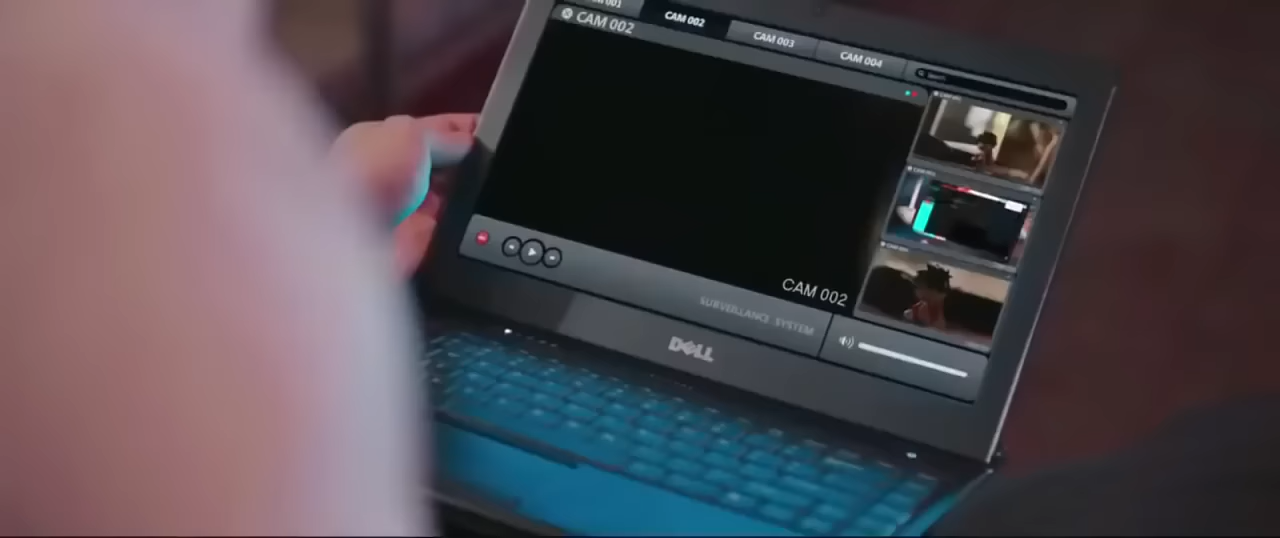 CAM 002
CAM 003
CAM 004
CAM 002
CAM 002
SURVEILLANCE SYSTEM
DELL